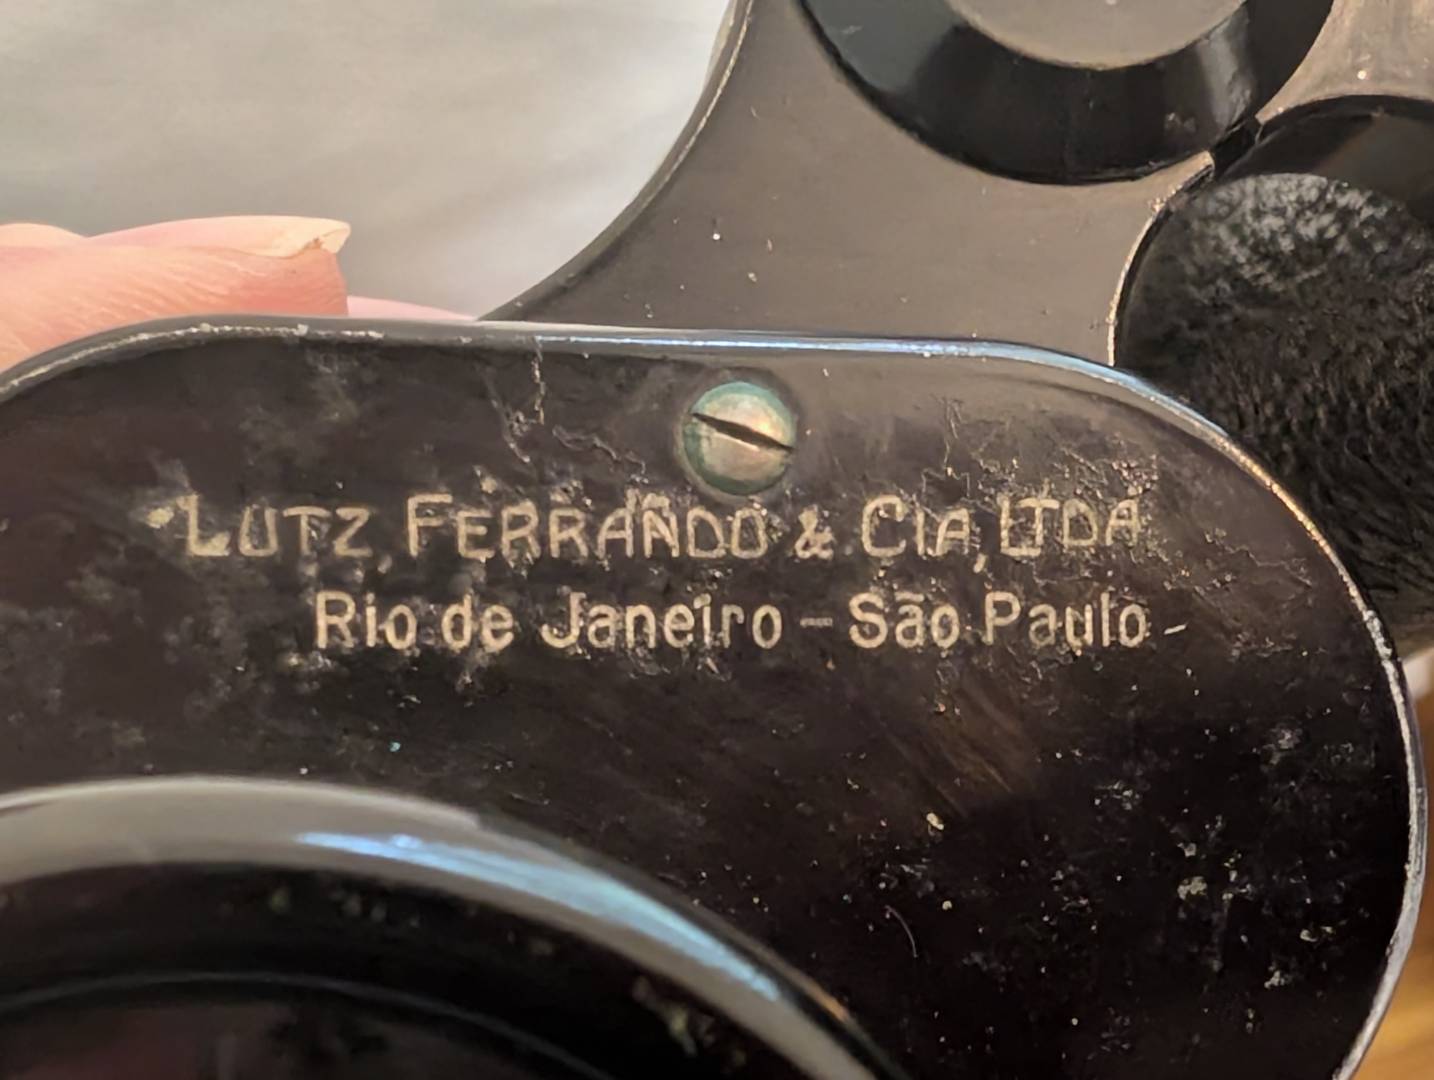 LUTZ, FERRANDO & CIA, LTDA
Rio de Janeiro – São Paulo –